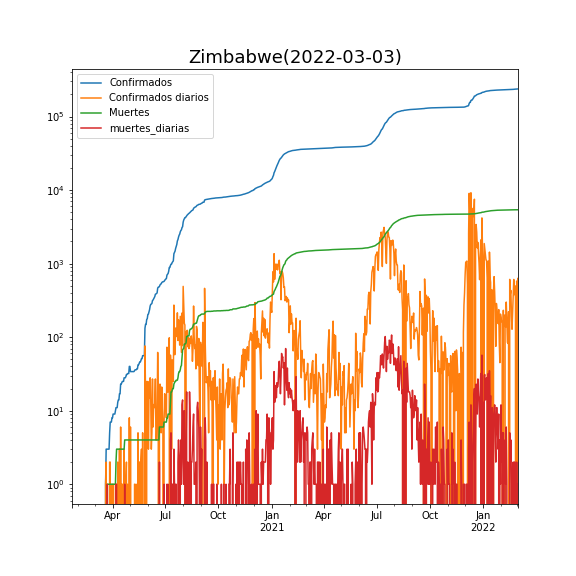 Zimbabwe(2022-03-03)
Confirmados
Confirmados diarios
Muertes
muertes_diarias
10⁵
10⁴
10³
10²
10¹
10⁰
Apr Jul Oct Jan Apr Jul Oct Jan
2021 2022